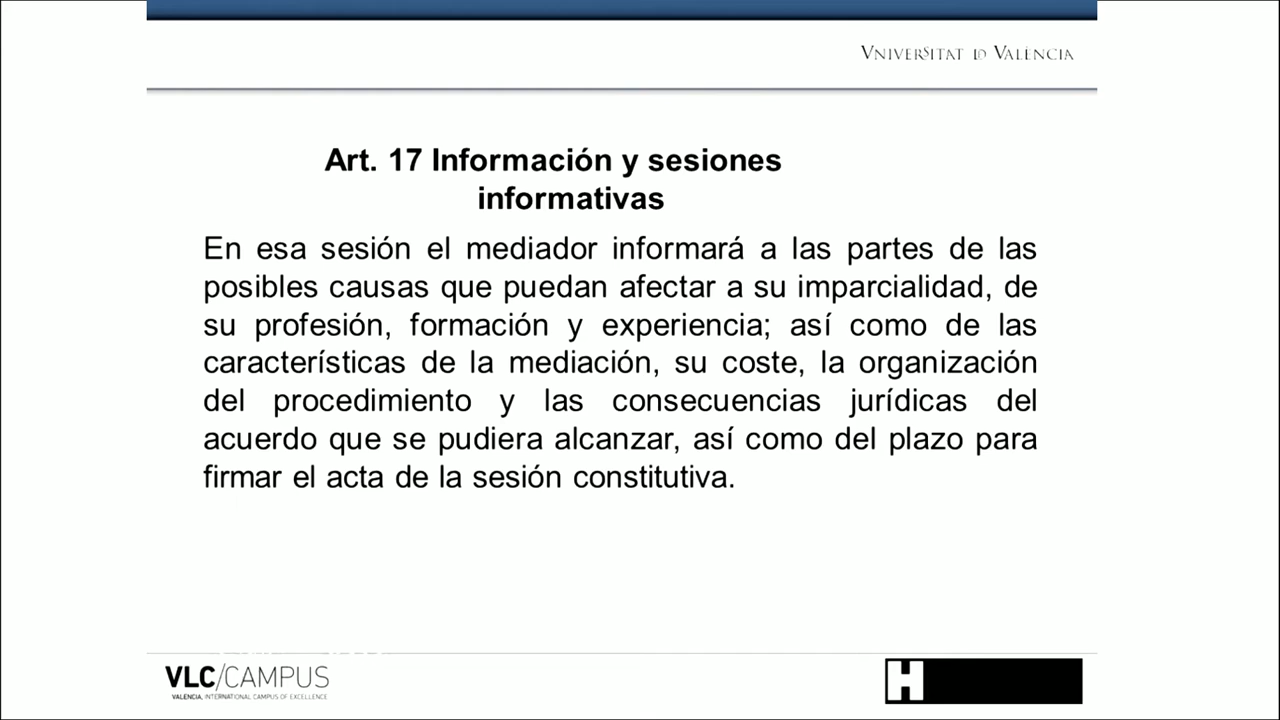 VNIVERSITAT ID VALÈNCIA
Art. 17 Información y sesiones
informativas
En esa sesión el mediador informará a las partes de las
posibles causas que puedan afectar a su imparcialidad, de
su profesión, formación y experiencia; así como de las
características de la mediación, su coste, la organización
del procedimiento y las consecuencias jurídicas del
acuerdo que se pudiera alcanzar, así como del plazo para
firmar el acta de la sesión constitutiva.
VLC/CAMPUS
VALENCIA, INTERNATIONAL CAMPUS OF EXCELLENCE
H